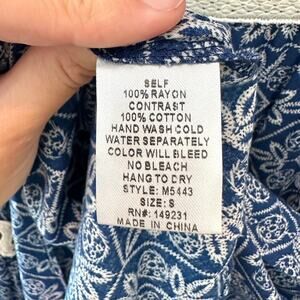 SELF
100% RAYON
CONTRAST
100% COTTON
HAND WASH COLD
WATER SEPARATELY
COLOR WILL BLEED
NO BLEACH
HANG TO DRY
STYLE: M5443
SIZE: S
RN#: 149231
MADE IN CHINA